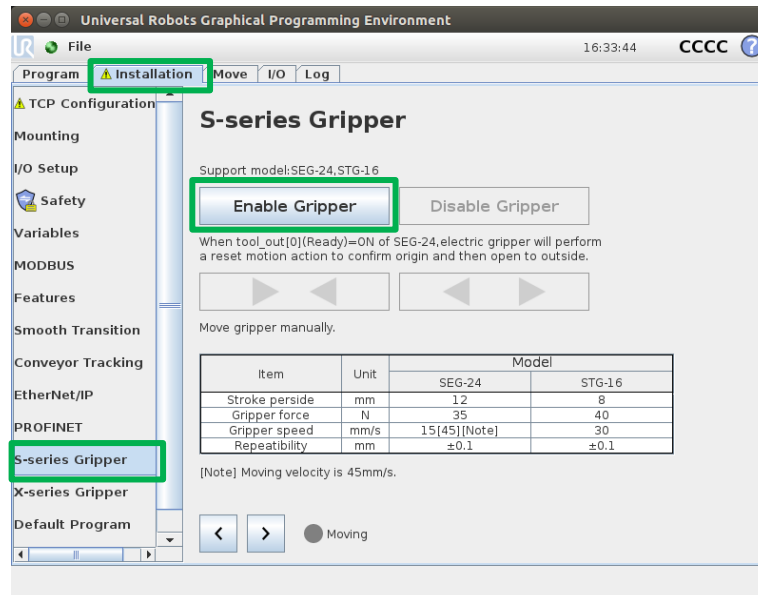 Universal Robots Graphical Programming Environment
UR File 16:33:44 CCCC ?
Program Installation Move I/O Log
TCP Configuration
Mounting
I/O Setup
Safety
Variables
MODBUS
Features
Smooth Transition
Conveyor Tracking
EtherNet/IP
PROFINET
S-series Gripper
X-series Gripper
Default Program
S-series Gripper
Support model:SEG-24,STG-16
Enable Gripper Disable Gripper
When tool_out[0](Ready)=ON of SEG-24,electric gripper will perform
a reset motion action to confirm origin and then open to outside.
Move gripper manually.
Item Unit Model
SEG-24 STG-16
Stroke perside mm 12 8
Gripper force N 35 40
Gripper speed mm/s 15[45][Note] 30
Repeatibility mm ±0.1 ±0.1
[Note] Moving velocity is 45mm/s.
Moving